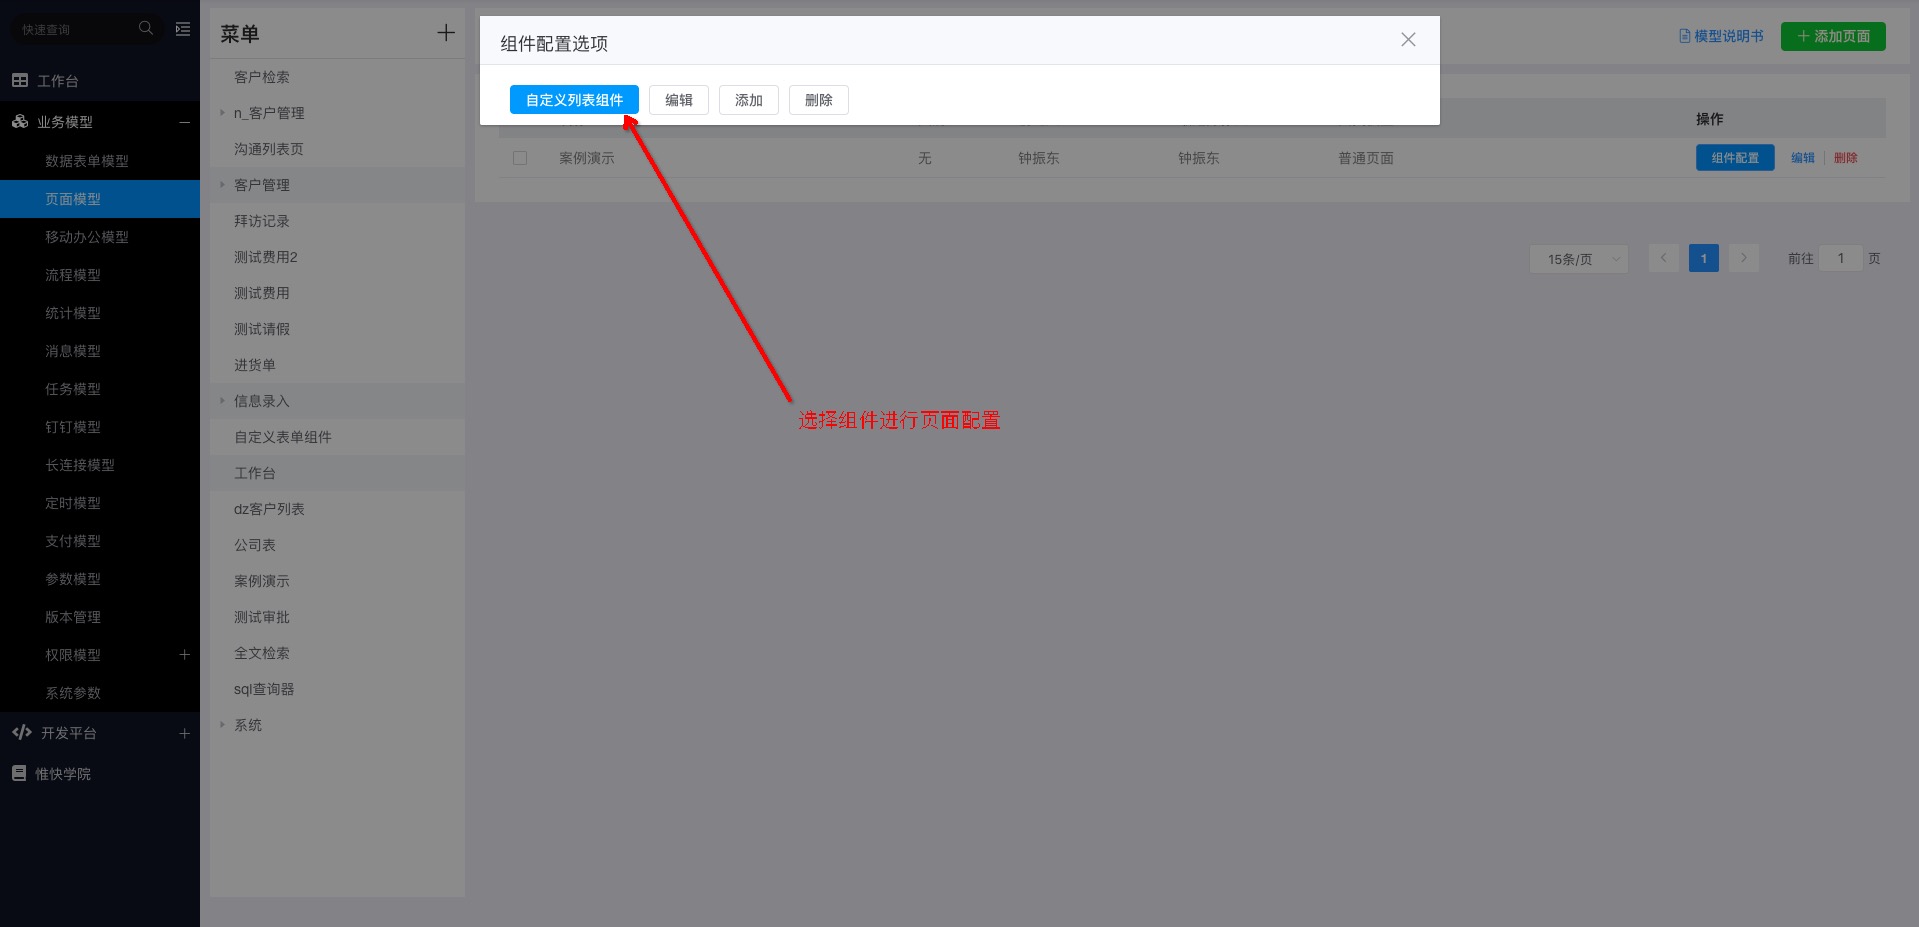 快速查询
工作台
业务模型
数据表单模型
页面模型
移动办公模型
流程模型
统计模型
消息模型
任务模型
钉钉模型
长连接模型
定时模型
支付模型
参数模型
版本管理
权限模型
系统参数
开发平台
惟快学院
菜单
客户检索
n_客户管理
沟通列表页
客户管理
拜访记录
测试费用2
测试费用
测试请假
进货单
信息录入
自定义表单组件
工作台
dz客户列表
公司表
案例演示
测试审批
全文检索
sql查询器
系统
组件配置选项
自定义列表组件 编辑 添加 删除
模型说明书 添加页面
操作
案例演示 无 钟振东 钟振东 普通页面 组件配置 编辑 删除
15条/页 1 前往 1 页
选择组件进行页面配置